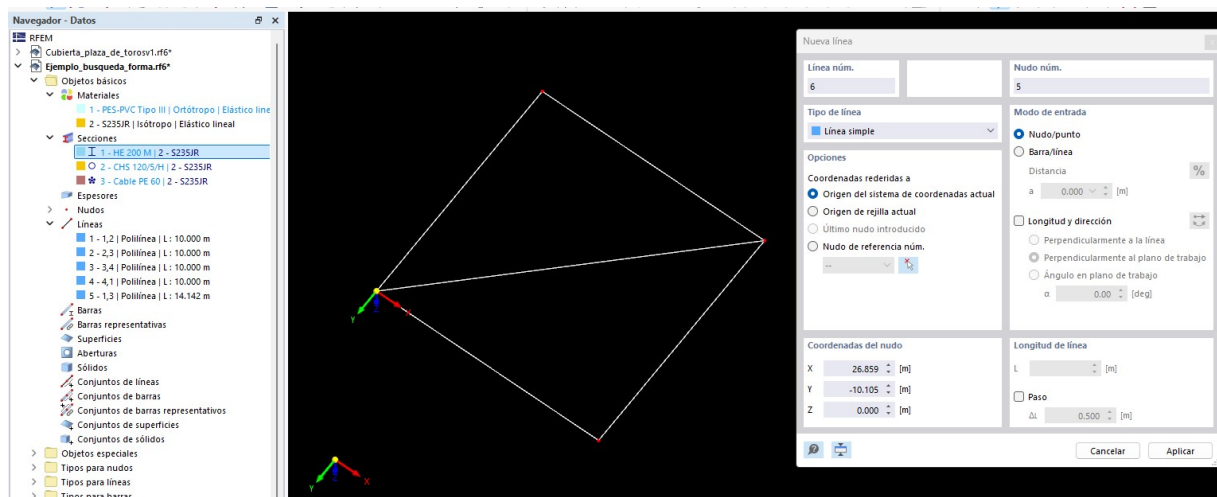 Navegador - Datos
RFEM
Cubierta_plaza_de_torosv1.rf6*
Ejemplo_busqueda_forma.rf6*
Objetos básicos
Materiales
1 - PES-PVC Tipo III | Ortótropo | Elástico line
2 - S235JR | Isótropo | Elástico lineal
Secciones
1 - HE 200 M | 2 - S235JR
2 - CHS 120/5/H | 2 - S235JR
3 - Cable PE 60 | 2 - S235JR
Espesores
Nudos
Líneas
1 - 1,2 | Polilínea | L : 10.000 m
2 - 2,3 | Polilínea | L : 10.000 m
3 - 3,4 | Polilínea | L : 10.000 m
4 - 4,1 | Polilínea | L : 10.000 m
5 - 1,3 | Polilínea | L : 14.142 m
Barras
Barras representativas
Superficies
Aberturas
Sólidos
Conjuntos de líneas
Conjuntos de barras
Conjuntos de barras representativos
Conjuntos de superficies
Conjuntos de sólidos
Objetos especiales
Tipos para nudos
Tipos para líneas
Tipos para barras
Y
X
Z
Y
X
Nueva línea
Línea núm.
6
Nudo núm.
5
Tipo de línea
Línea simple
Opciones
Coordenadas rederidas a
Origen del sistema de coordenadas actual
Origen de rejilla actual
Último nudo introducido
Nudo de referencia núm.
--
Modo de entrada
Nudo/punto
Barra/línea
Distancia
%
a 0.000 [m]
Longitud y dirección
Perpendicularmente a la línea
Perpendicularmente al plano de trabajo
Ángulo en plano de trabajo
α 0.00 [deg]
Coordenadas del nudo
X 26.859 [m]
Y -10.105 [m]
Z 0.000 [m]
Longitud de línea
L [m]
Paso
ΔL 0.500 [m]
Cancelar
Aplicar